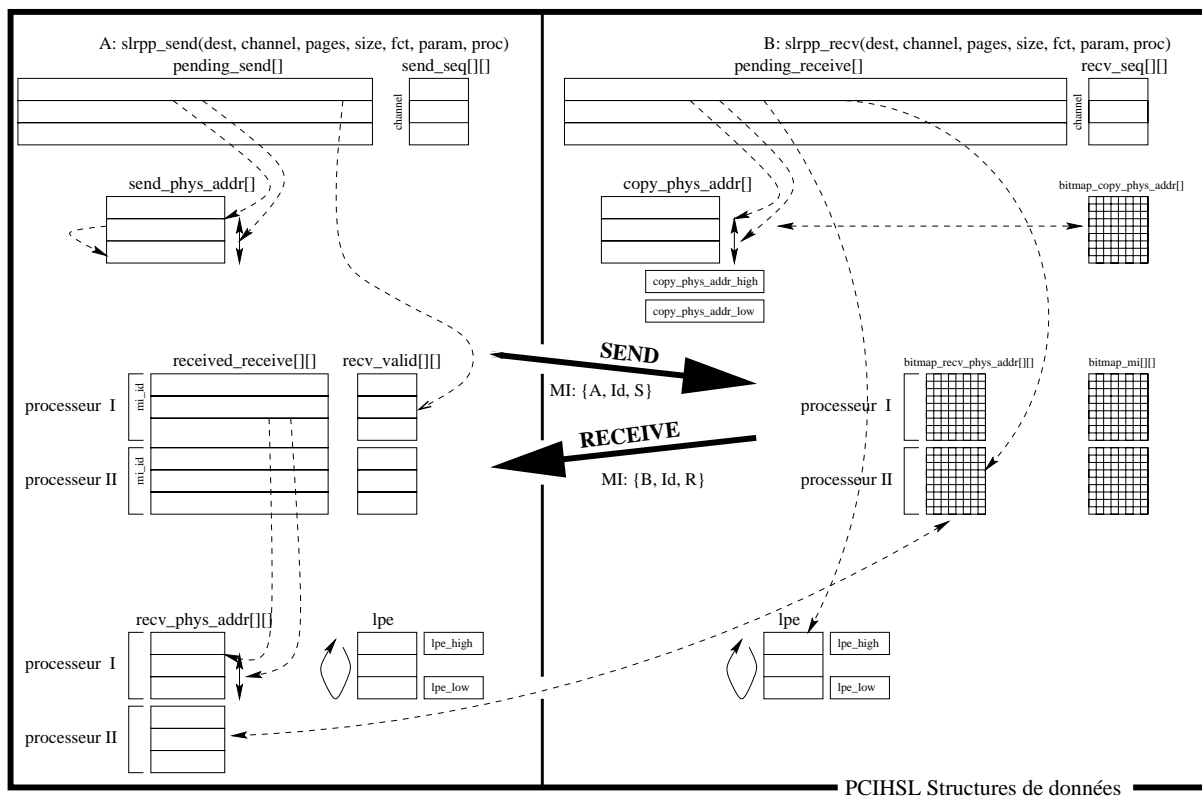 A: slrpp_send(dest, channel, pages, size, fct, param, proc)
pending_send[]
send_seq[][]
channel
send_phys_addr[]
received_receive[][]
recv_valid[][]
processeur I
mi_id
processeur II
mi_id
recv_phys_addr[][]
lpe
processeur I
lpe_high
lpe_low
processeur II
SEND
MI: {A, Id, S}
RECEIVE
MI: {B, Id, R}
B: slrpp_recv(dest, channel, pages, size, fct, param, proc)
pending_receive[]
recv_seq[][]
channel
copy_phys_addr[]
bitmap_copy_phys_addr[]
copy_phys_addr_high
copy_phys_addr_low
bitmap_recv_phys_addr[][]
bitmap_mi[][]
processeur I
processeur II
lpe
lpe_high
lpe_low
PCIHSL Structures de données